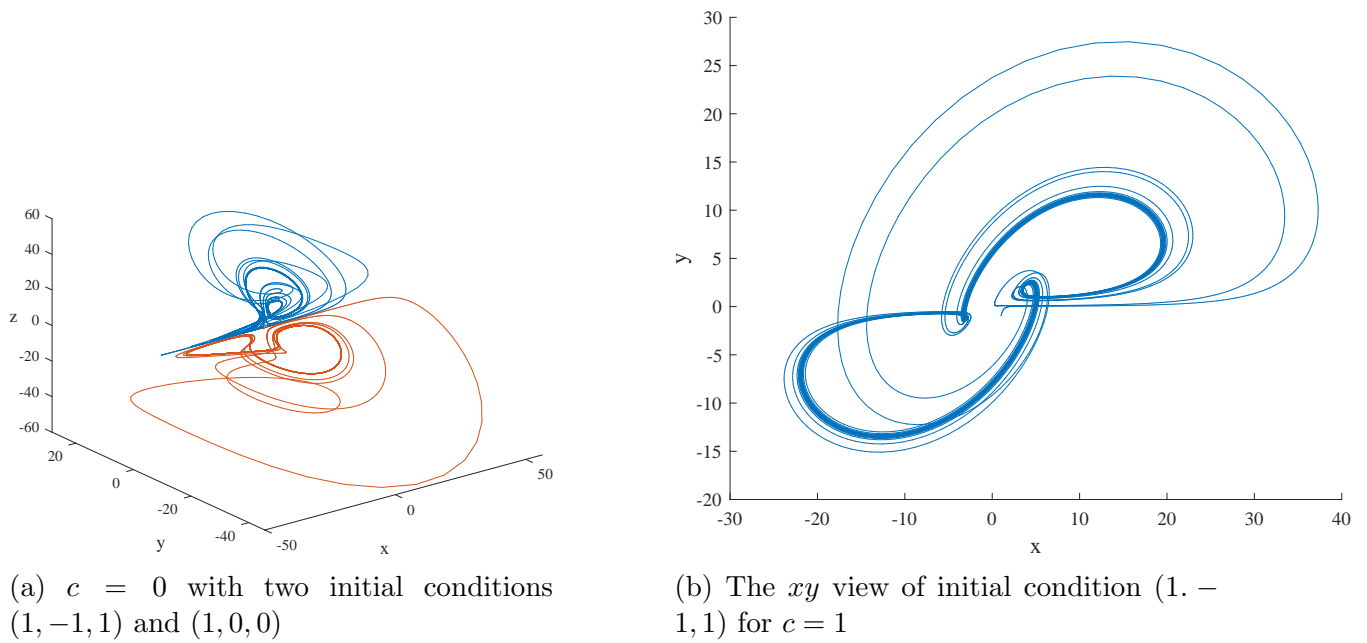 60
40
20
z 0
-20
-40
-60
20
0
-20
-40
y
-50
0
50
x
30
25
20
15
10
y 5
0
-5
-10
-15
-20
-30 -20 -10 0 10 20 30 40
x
(a) c = 0 with two initial conditions
(1, −1, 1) and (1, 0, 0)
(b) The xy view of initial condition (1. −
1, 1) for c = 1